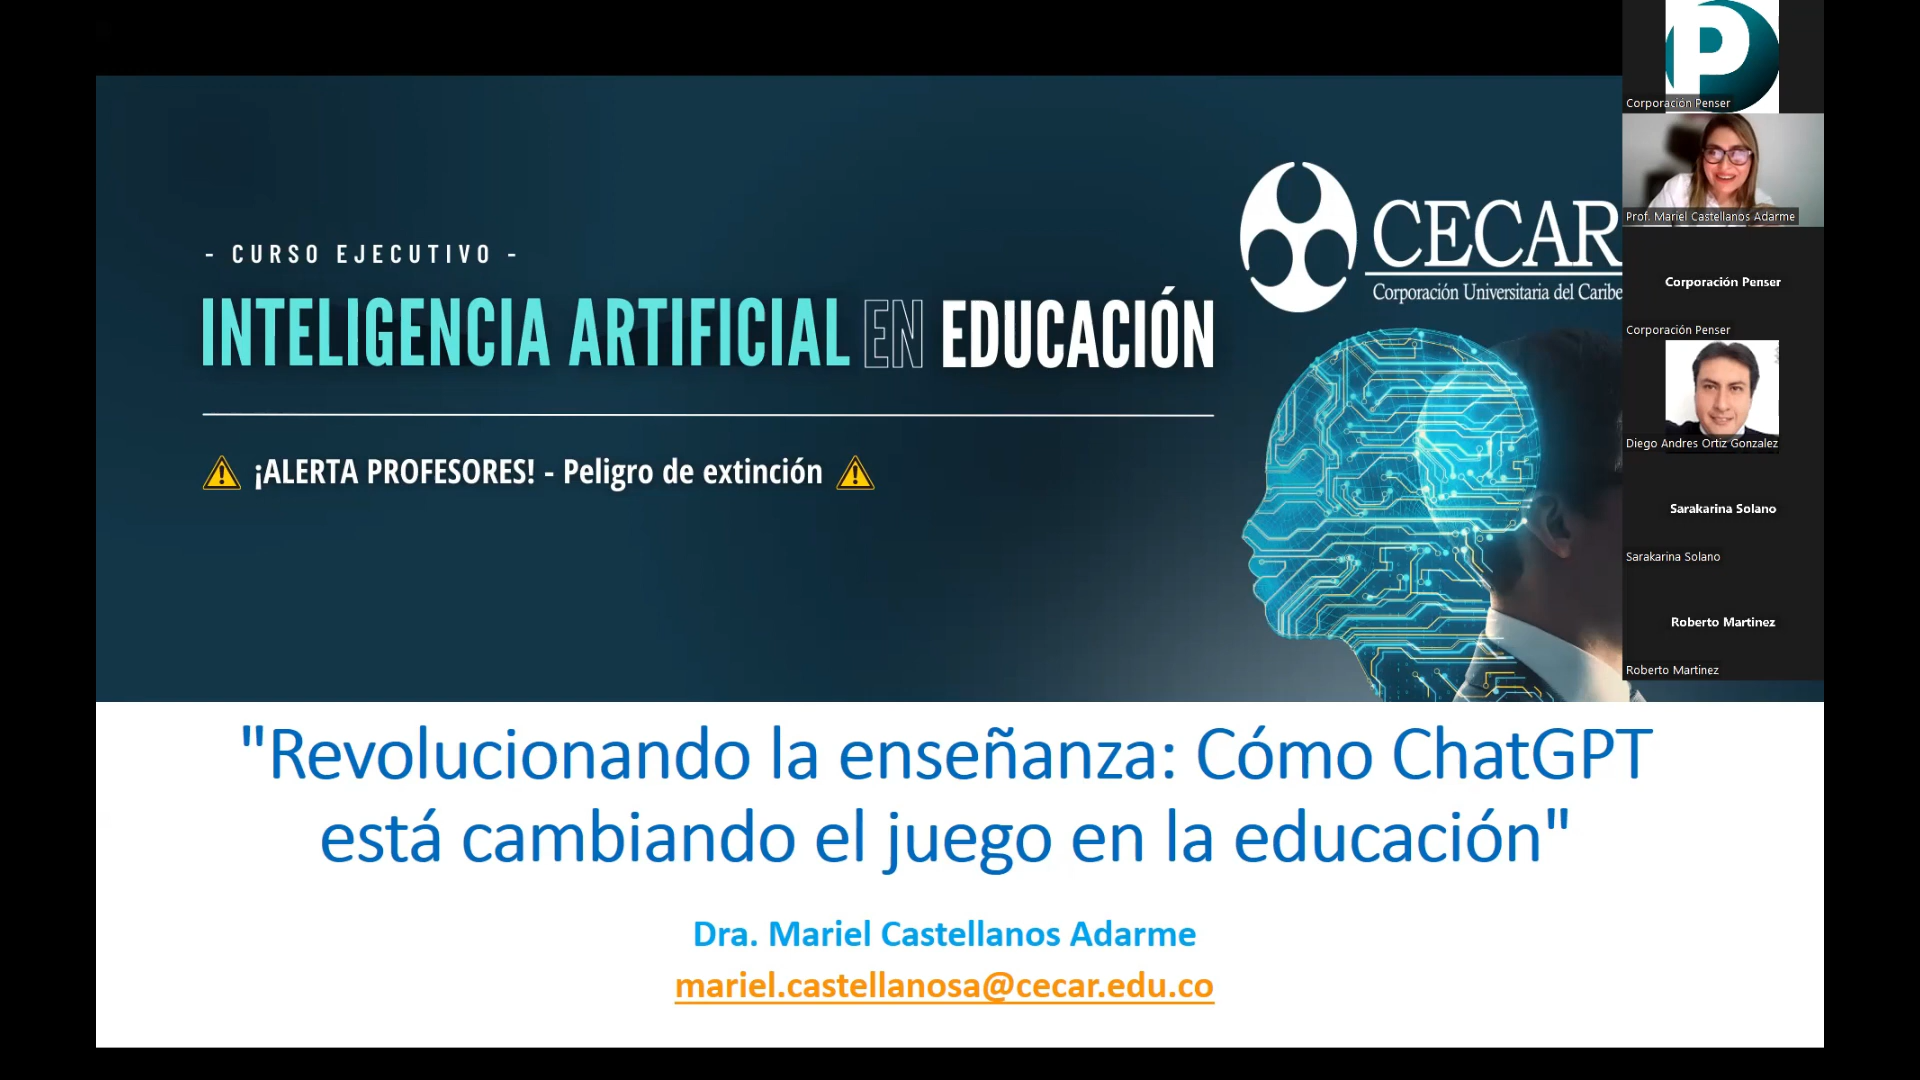 - CURSO EJECUTIVO -
INTELIGENCIA ARTIFICIAL EN EDUCACIÓN
⚠ ¡ALERTA PROFESORES! - Peligro de extinción ⚠
CECAR
Corporación Universitaria del Caribe
"Revolucionando la enseñanza: Cómo ChatGPT
está cambiando el juego en la educación"
Dra. Mariel Castellanos Adarme
mariel.castellanosa@cecar.edu.co
P
Corporación Penser
Prof. Mariel Castellanos Adarme
Corporación Penser
Corporación Penser
Diego Andres Ortiz Gonzalez
Sarakarina Solano
Sarakarina Solano
Roberto Martinez
Roberto Martinez